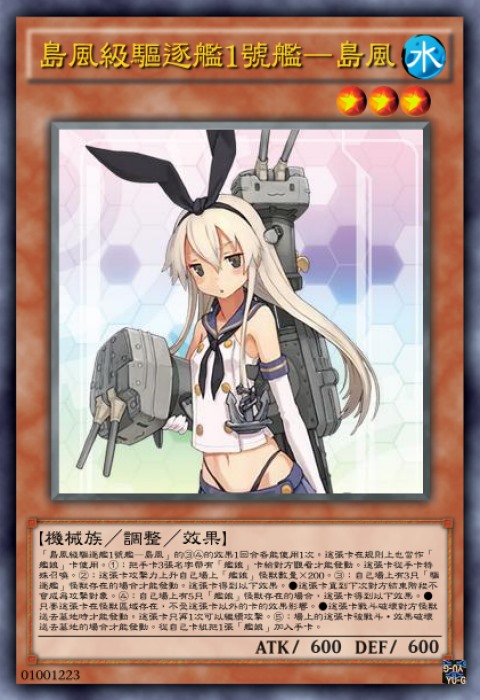 島風級驅逐艦1號艦—島風
水
【機械族／調整／效果】
「島風級驅逐艦1號艦—島風」的③④的效果1回合各能使用1次。這張卡在規則上也當作「
艦娘」卡使用。①：把手卡3張名字帶有「艦娘」卡給對方觀看才能發動。這張卡從手卡特
殊召喚。②：這張卡攻擊力上升自己場上「艦娘」怪獸數量×200。③：自己場上有3只「驅
逐艦」怪獸存在的場合才能發動。這張卡得到以下效果。●這張卡直到下次對方結束階段不
會成爲攻擊對象。④：自己場上有5只「艦娘」怪獸存在的場合，這張卡得到以下效果。●
只要這張卡在怪獸區域存在，不受這張卡以外的卡的效果影響。●這張卡戰斗破壞對方怪獸
送去墓地時才能發動。這張卡只再1次可以繼續攻擊。⑤：場上的這張卡被戰斗·效果破壞
送去墓地的場合才能發動。從自己卡組把1張「艦娘」加入手卡。
ATK/ 600 DEF/ 600
01001223